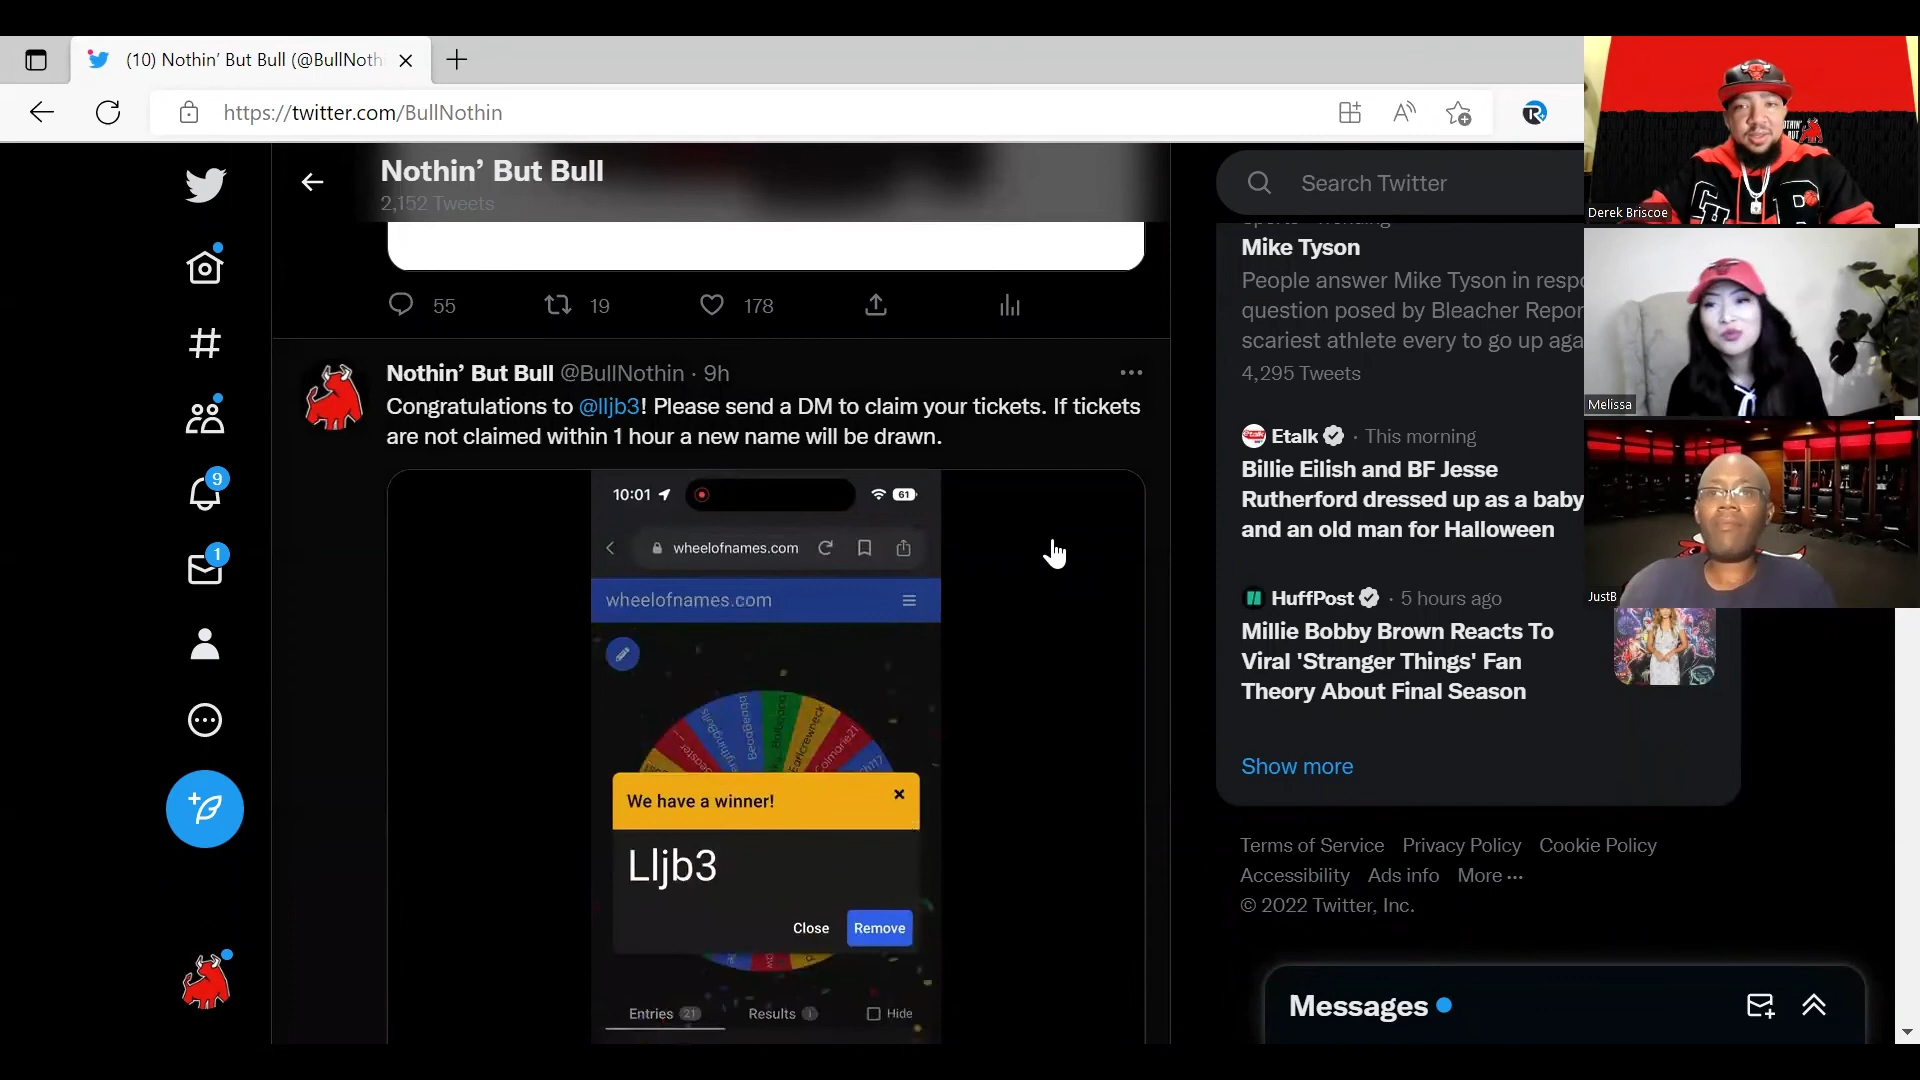 (10) Nothin’ But Bull (@BullNoth
https://twitter.com/BullNothin
Nothin’ But Bull
2,152 Tweets
55
19
178
Nothin’ But Bull @BullNothin · 9h
Congratulations to @lljb3! Please send a DM to claim your tickets. If tickets
are not claimed within 1 hour a new name will be drawn.
10:01
61
wheelofnames.com
wheelofnames.com
We have a winner!
Lljb3
Close
Remove
Entries 21
Results 1
Hide
9
1
Search Twitter
Mike Tyson
People answer Mike Tyson in resp
question posed by Bleacher Repor
scariest athlete every to go up aga
4,295 Tweets
Etalk · This morning
Billie Eilish and BF Jesse
Rutherford dressed up as a baby
and an old man for Halloween
HuffPost · 5 hours ago
Millie Bobby Brown Reacts To
Viral 'Stranger Things' Fan
Theory About Final Season
Show more
Terms of Service Privacy Policy Cookie Policy
Accessibility Ads info More ···
© 2022 Twitter, Inc.
Messages
Derek Briscoe
Melissa
JustB